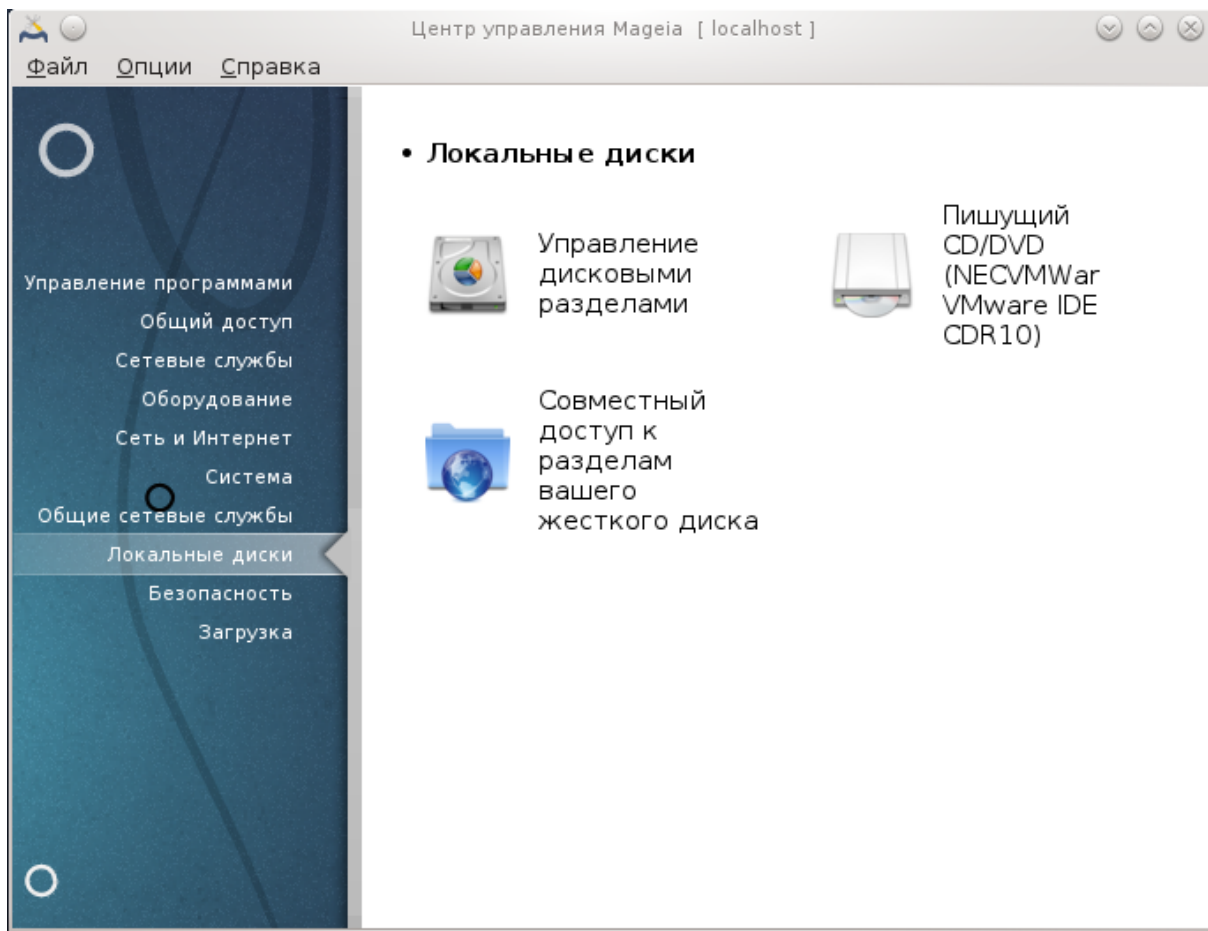 Центр управления Mageia [ localhost ]
Файл Опции Справка
Управление программами
Общий доступ
Сетевые службы
Оборудование
Сеть и Интернет
Система
Общие сетевые службы
Локальные диски
Безопасность
Загрузка
• Локальные диски
Управление
дисковыми
разделами
Пишущий
CD/DVD
(NECVMWar
VMware IDE
CDR10)
Совместный
доступ к
разделам
вашего
жесткого диска